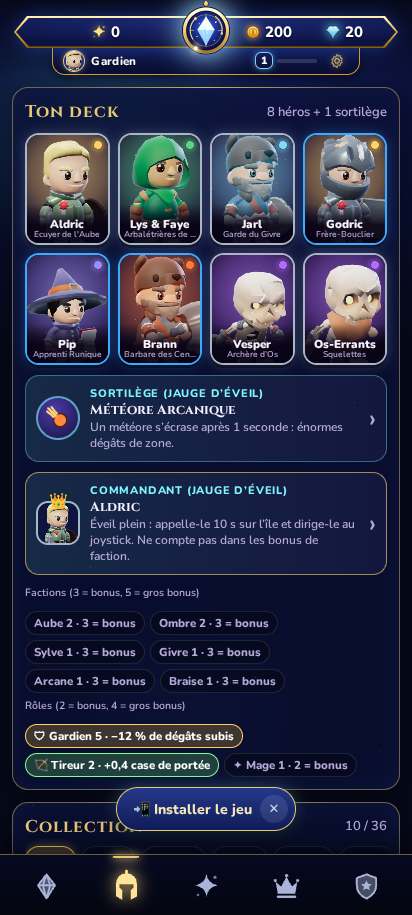 0
200
20
Gardien
1
Ton deck
8 héros + 1 sortilège
Aldric
Écuyer de l'Aube
Lys & Faye
Arbalétrières de ...
Jarl
Garde du Givre
Godric
Frère-Bouclier
Pip
Apprenti Runique
Brann
Barbare des Cen...
Vesper
Archère d'Os
Os-Errants
Squelettes
SORTILÈGE (JAUGE D'ÉVEIL)
Météore Arcanique
Un météore s'écrase après 1 seconde : énormes
dégâts de zone.
COMMANDANT (JAUGE D'ÉVEIL)
Aldric
Éveil plein : appelle-le 10 s sur l'île et dirige-le au
joystick. Ne compte pas dans les bonus de
faction.
Factions (3 = bonus, 5 = gros bonus)
Aube 2 · 3 = bonus
Ombre 2 · 3 = bonus
Sylve 1 · 3 = bonus
Givre 1 · 3 = bonus
Arcane 1 · 3 = bonus
Braise 1 · 3 = bonus
Rôles (2 = bonus, 4 = gros bonus)
Gardien 5 · −12 % de dégâts subis
Tireur 2 · +0,4 case de portée
Mage 1 · 2 = bonus
Installer le jeu ×
10 / 36